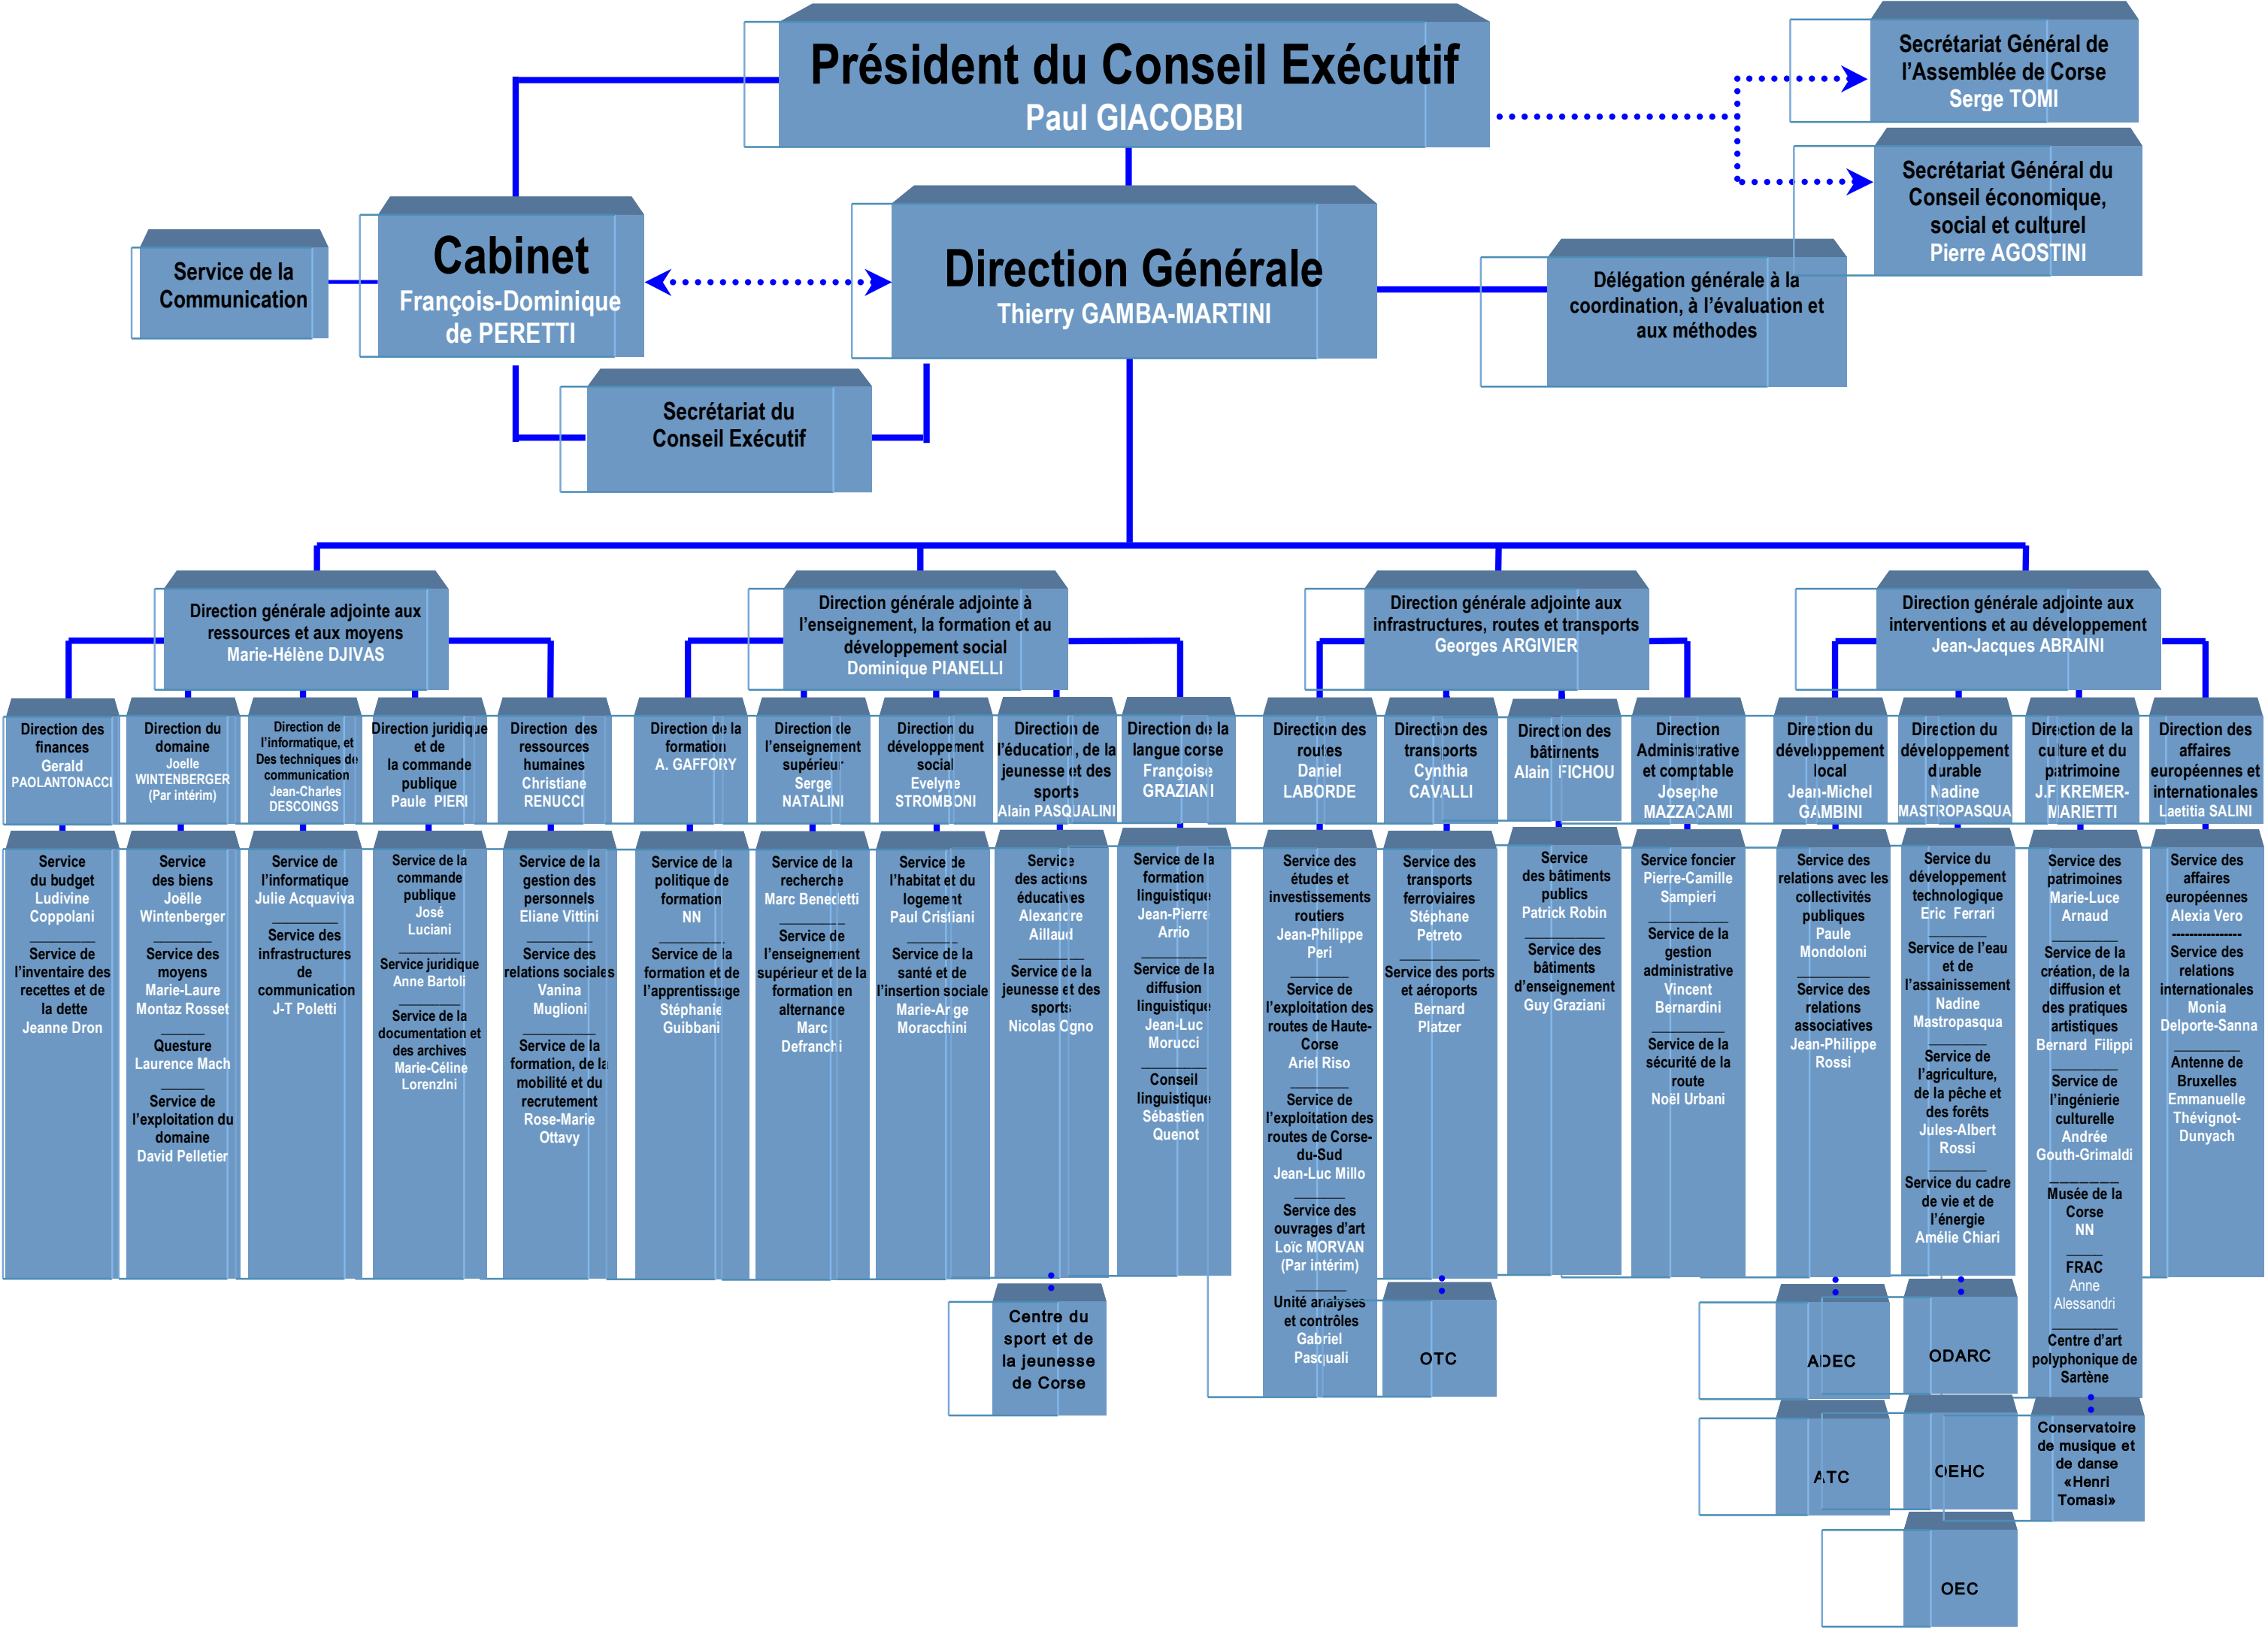 Président du Conseil Exécutif
Paul GIACOBBI
Secrétariat Général de
l'Assemblée de Corse
Serge TOMI
Secrétariat Général du
Conseil économique,
social et culturel
Pierre AGOSTINI
Service de la
Communication
Cabinet
François-Dominique
de PERETTI
Direction Générale
Thierry GAMBA-MARTINI
Délégation générale à la
coordination, à l'évaluation et
aux méthodes
Secrétariat du
Conseil Exécutif
Direction générale adjointe aux
ressources et aux moyens
Marie-Hélène DJIVAS
Direction générale adjointe à
l'enseignement, la formation et au
développement social
Dominique PIANELLI
Direction générale adjointe aux
infrastructures, routes et transports
Georges ARGIVIER
Direction générale adjointe aux
interventions et au développement
Jean-Jacques ABRAINI
Direction des
finances
Gerald
PAOLANTONACCI
Direction du
domaine
Joelle
WINTENBERGER
(Par intérim)
Direction de
l'informatique, et
Des techniques de
communication
Jean-Charles
DESCOINGS
Direction juridique
et de
la commande
publique
Paule PIERI
Direction des
ressources
humaines
Christiane
RENUCCI
Direction de la
formation
A. GAFFORY
Direction de
l'enseignement
supérieur
Serge
NATALINI
Direction du
développement
social
Evelyne
STROMBONI
Direction de
l'éducation, de la
jeunesse et des
sports
Alain PASQUALINI
Direction de la
langue corse
Françoise
GRAZIANI
Direction des
routes
Daniel
LABORDE
Direction des
transports
Cynthia
CAVALLI
Direction des
bâtiments
Alain FICHOU
Direction
Administrative
et comptable
Josephe
MAZZACAMI
Direction du
développement
local
Jean-Michel
GAMBINI
Direction du
développement
durable
Nadine
MASTROPASQUA
Direction de la
culture et du
patrimoine
J.F KREMER-
MARIETTI
Direction des
affaires
européennes et
internationales
Laetitia SALINI
Service
du budget
Ludivine
Coppolani
Service de
l'inventaire des
recettes et de
la dette
Jeanne Dron
Service
des biens
Joëlle
Wintenberger
Service des
moyens
Marie-Laure
Montaz Rosset
Questure
Laurence Mach
Service de
l'exploitation du
domaine
David Pelletier
Service de
l'informatique
Julie Acquaviva
Service des
infrastructures
de
communication
J-T Poletti
Service de la
commande
publique
José
Luciani
Service juridique
Anne Bartoli
Service de la
documentation et
des archives
Marie-Céline
LorenzIni
Service de la
gestion des
personnels
Eliane Vittini
Service des
relations sociales
Vanina
Muglioni
Service de la
formation, de la
mobilité et du
recrutement
Rose-Marie
Ottavy
Service de la
politique de
formation
NN
Service de la
formation et de
l'apprentissage
Stéphanie
Guibbani
Service de la
recherche
Marc Benedetti
Service de
l'enseignement
supérieur et de la
formation en
alternance
Marc
Defranchi
Service de
l'habitat et du
logement
Paul Cristiani
Service de la
santé et de
l'insertion sociale
Marie-Ange
Moracchini
Service
des actions
éducatives
Alexandre
Aillaud
Service de la
jeunesse et des
sports
Nicolas Ogno
Service de la
formation
linguistique
Jean-Pierre
Arrio
Service de la
diffusion
linguistique
Jean-Luc
Morucci
Conseil
linguistique
Sébastien
Quenot
Service des
études et
investissements
routiers
Jean-Philippe
Peri
Service de
l'exploitation des
routes de Haute-
Corse
Ariel Riso
Service de
l'exploitation des
routes de Corse-
du-Sud
Jean-Luc Millo
Service des
ouvrages d'art
Loïc MORVAN
(Par intérim)
Unité analyses
et contrôles
Gabriel
Pasquali
Service des
transports
ferroviaires
Stéphane
Petreto
Service des ports
et aéroports
Bernard
Platzer
Service
des bâtiments
publics
Patrick Robin
Service des
bâtiments
d'enseignement
Guy Graziani
Service foncier
Pierre-Camille
Sampieri
Service de la
gestion
administrative
Vincent
Bernardini
Service de la
sécurité de la
route
Noël Urbani
Service des
relations avec les
collectivités
publiques
Paule
Mondoloni
Service des
relations
associatives
Jean-Philippe
Rossi
Service du
développement
technologique
Eric Ferrari
Service de l'eau
et de
l'assainissement
Nadine
Mastropasqua
Service de
l'agriculture,
de la pêche et
des forêts
Jules-Albert
Rossi
Service du cadre
de vie et de
l'énergie
Amélie Chiari
Service des
patrimoines
Marie-Luce
Arnaud
Service de la
création, de la
diffusion et
des pratiques
artistiques
Bernard Filippi
Service de
l'ingénierie
culturelle
Andrée
Gouth-Grimaldi
Musée de la
Corse
NN
FRAC
Anne
Alessandri
Centre d'art
polyphonique de
Sartène
Service des
affaires
européennes
Alexia Vero
Service des
relations
internationales
Monia
Delporte-Sanna
Antenne de
Bruxelles
Emmanuelle
Thévignot-
Dunyach
Centre du
sport et de
la jeunesse
de Corse
OTC
ADEC
ODARC
ATC
OEHC
Conservatoire
de musique et
de danse
«Henri
Tomasi»
OEC